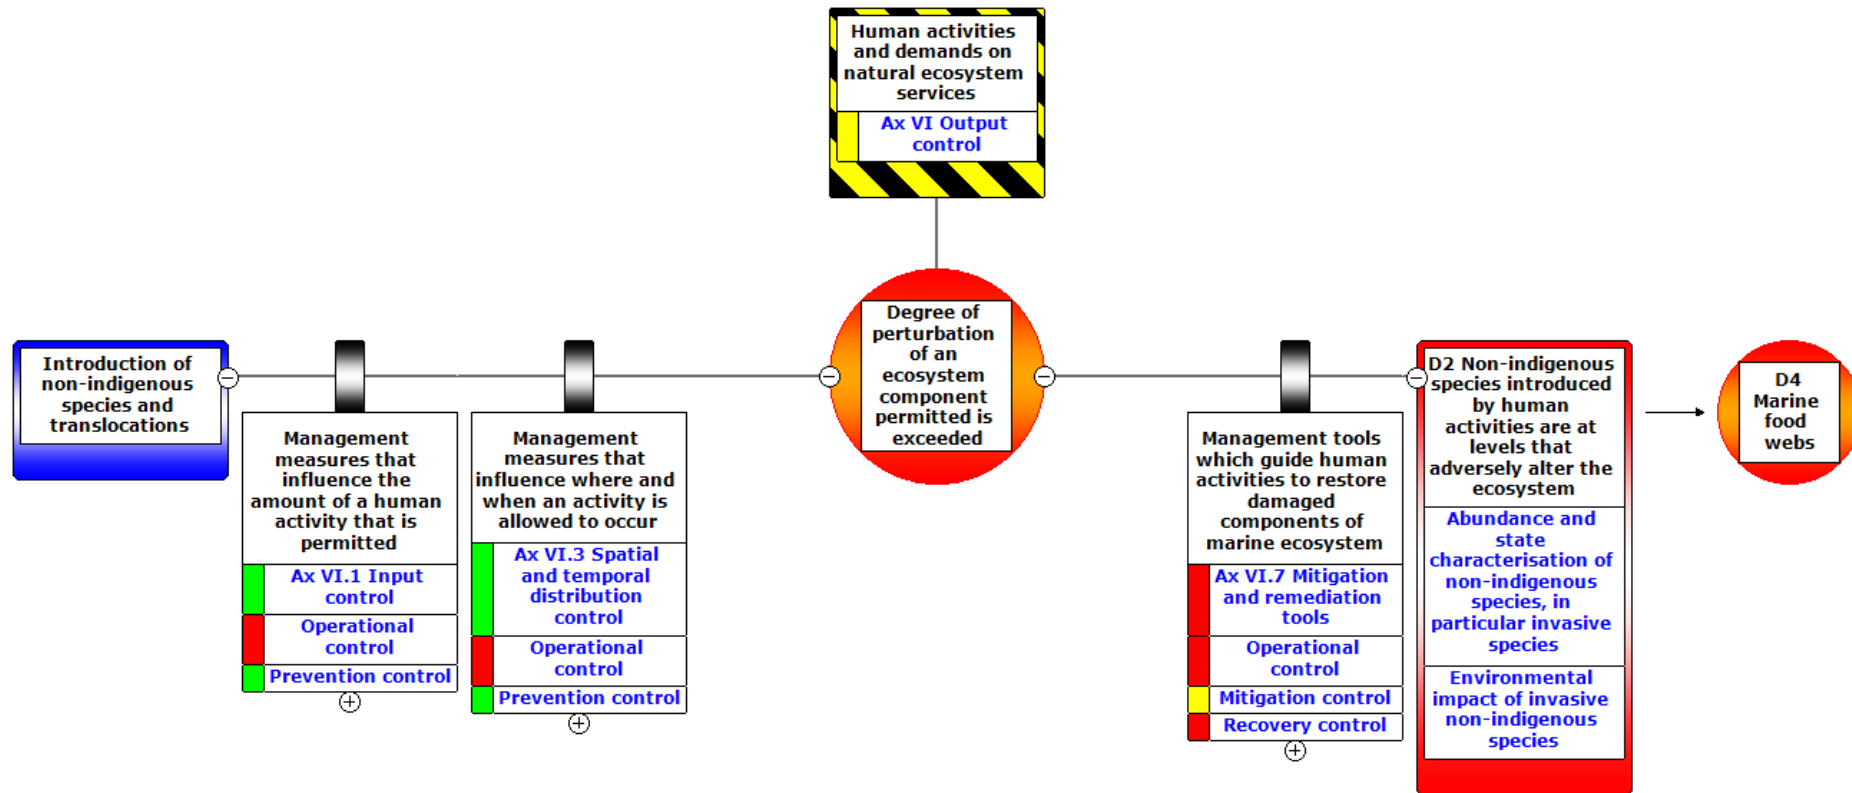 Human activities
and demands on
natural ecosystem
services
Ax VI Output
control
Introduction of
non-indigenous
species and
translocations
Management
measures that
influence the
amount of a human
activity that is
permitted
Ax VI.1 Input
control
Operational
control
Prevention control
Management
measures that
influence where and
when an activity is
allowed to occur
Ax VI.3 Spatial
and temporal
distribution
control
Operational
control
Prevention control
Degree of
perturbation
of an
ecosystem
component
permitted is
exceeded
Management tools
which guide human
activities to restore
damaged
components of
marine ecosystem
Ax VI.7 Mitigation
and remediation
tools
Operational
control
Mitigation control
Recovery control
D2 Non-indigenous
species introduced
by human
activities are at
levels that
adversely alter the
ecosystem
Abundance and
state
characterisation of
non-indigenous
species, in
particular invasive
species
Environmental
impact of invasive
non-indigenous
species
D4
Marine
food
webs